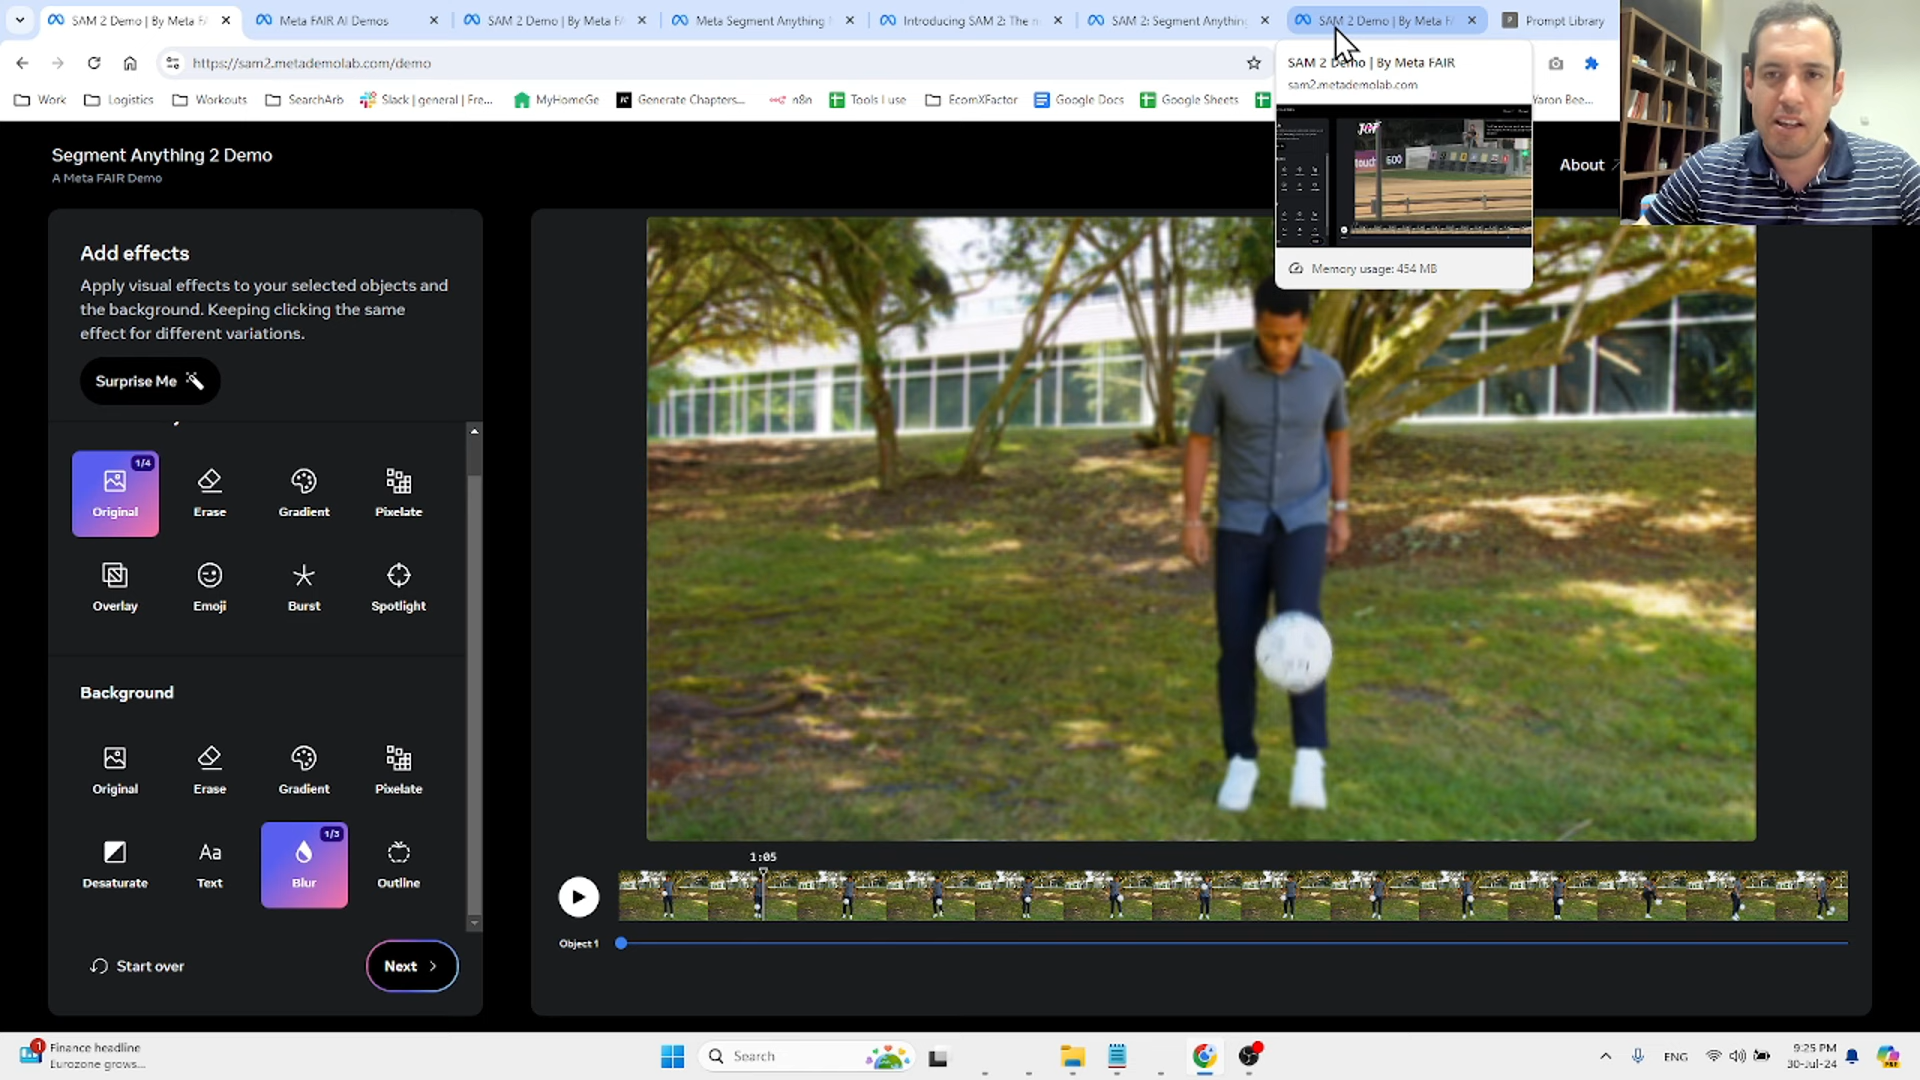 SAM 2 Demo | By Meta F
Meta FAIR AI Demos
SAM 2 Demo | By Meta F
Meta Segment Anything
Introducing SAM 2: The
SAM 2: Segment Anything
SAM 2 Demo | By Meta F
Prompt Library
https://sam2.metademolab.com/demo
SAM 2 Demo | By Meta FAIR
sam2.metademolab.com
Memory usage: 454 MB
Work
Logistics
Workouts
SearchArb
Slack | general | Fre...
MyHomeGe
Generate Chapters...
n8n
Tools I use
EcomXFactor
Google Docs
Google Sheets
Yaron Bee...
Segment Anything 2 Demo
A Meta FAIR Demo
About
Add effects
Apply visual effects to your selected objects and
the background. Keeping clicking the same
effect for different variations.
Surprise Me
1/4
Original
Erase
Gradient
Pixelate
Overlay
Emoji
Burst
Spotlight
Background
Original
Erase
Gradient
Pixelate
Desaturate
Aa
Text
1/3
Blur
Outline
Start over
Next
1:05
Object 1
1
Finance headline
Eurozone grows...
Search
ENG
9:25 PM
30-Jul-24